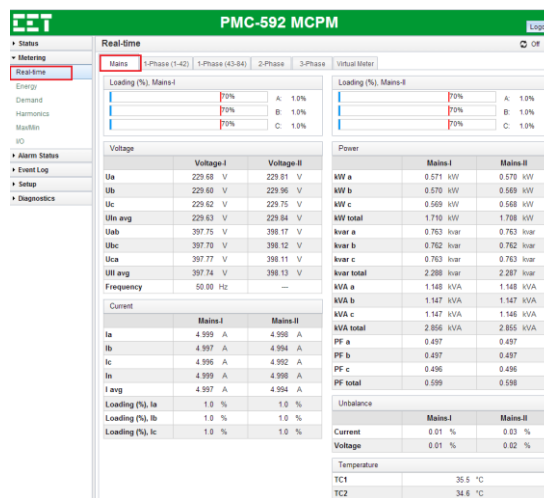 CET
PMC-592 MCPM
Logo
Status
Metering
Real-time
Energy
Demand
Harmonics
Max/Min
I/O
Alarm Status
Event Log
Setup
Diagnostics
Real-time
Off
Mains 1-Phase (1-42) 1-Phase (43-84) 2-Phase 3-Phase Virtual Meter
Loading (%), Mains-I
70% A: 1.0%
70% B: 1.0%
70% C: 1.0%
Voltage
Voltage-I Voltage-II
Ua 229.68 V 229.81 V
Ub 229.60 V 229.96 V
Uc 229.62 V 229.75 V
Uln avg 229.63 V 229.84 V
Uab 397.75 V 398.17 V
Ubc 397.70 V 398.12 V
Uca 397.77 V 398.11 V
Ull avg 397.74 V 398.13 V
Frequency 50.00 Hz —
Current
Mains-I Mains-II
Ia 4.999 A 4.998 A
Ib 4.997 A 4.994 A
Ic 4.996 A 4.992 A
In 4.999 A 4.998 A
I avg 4.997 A 4.994 A
Loading (%), Ia 1.0 % 1.0 %
Loading (%), Ib 1.0 % 1.0 %
Loading (%), Ic 1.0 % 1.0 %
Loading (%), Mains-II
70% A: 1.0%
70% B: 1.0%
70% C: 1.0%
Power
Mains-I Mains-II
kW a 0.571 kW 0.570 kW
kW b 0.570 kW 0.569 kW
kW c 0.569 kW 0.568 kW
kW total 1.710 kW 1.708 kW
kvar a 0.763 kvar 0.763 kvar
kvar b 0.762 kvar 0.762 kvar
kvar c 0.763 kvar 0.763 kvar
kvar total 2.288 kvar 2.287 kvar
kVA a 1.148 kVA 1.148 kVA
kVA b 1.147 kVA 1.147 kVA
kVA c 1.147 kVA 1.146 kVA
kVA total 2.856 kVA 2.855 kVA
PF a 0.497 0.497
PF b 0.497 0.497
PF c 0.496 0.496
PF total 0.599 0.598
Unbalance
Mains-I Mains-II
Current 0.01 % 0.03 %
Voltage 0.01 % 0.02 %
Temperature
TC1 35.5 °C
TC2 34.6 °C